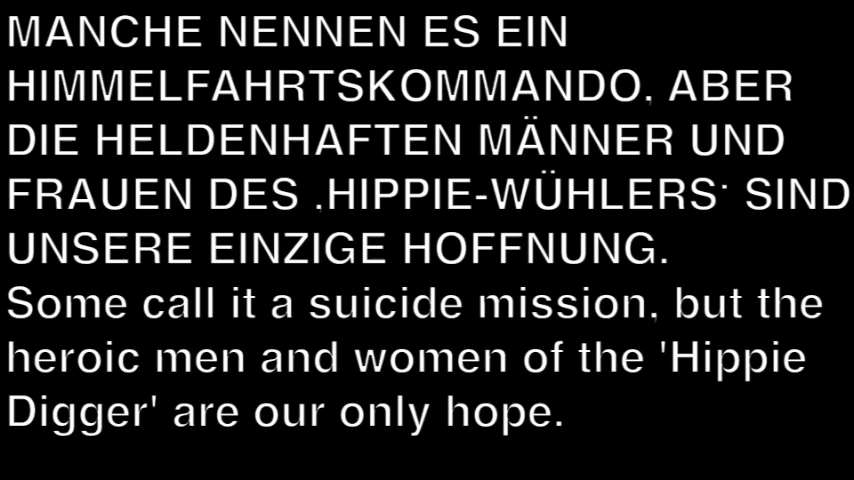 MANCHE NENNEN ES EIN
HIMMELFAHRTSKOMMANDO, ABER
DIE HELDENHAFTEN MÄNNER UND
FRAUEN DES ‚HIPPIE-WÜHLERS‘ SIND
UNSERE EINZIGE HOFFNUNG.
Some call it a suicide mission, but the
heroic men and women of the 'Hippie
Digger' are our only hope.